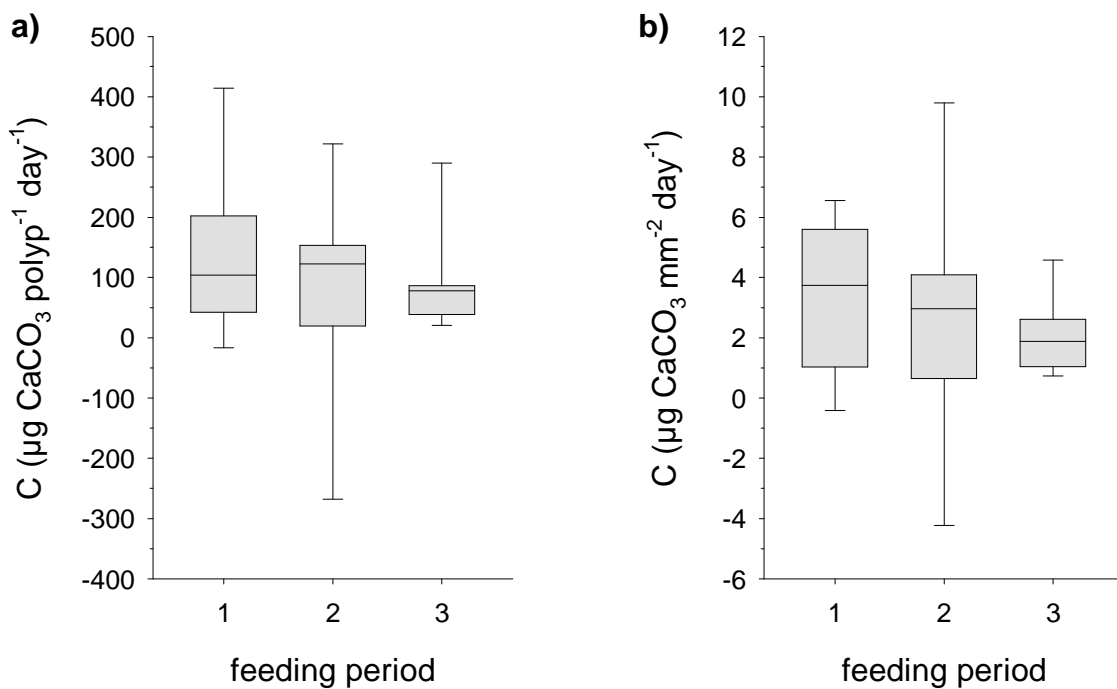 a)
C (µg CaCO₃ polyp⁻¹ day⁻¹)
500
400
300
200
100
0
-100
-200
-300
-400
1 2 3
feeding period
b)
C (µg CaCO₃ mm⁻² day⁻¹)
12
10
8
6
4
2
0
-2
-4
-6
1 2 3
feeding period